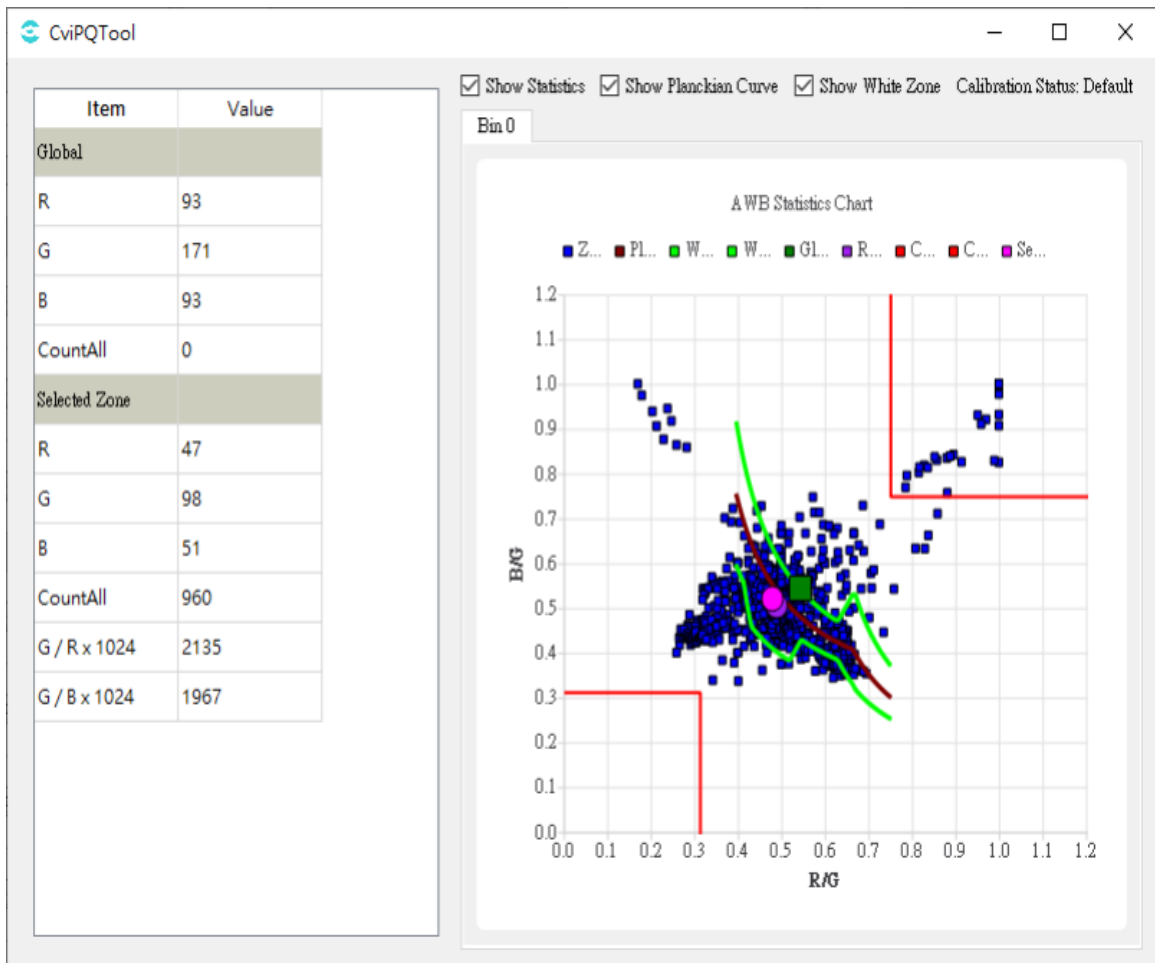 CviPQTool
Show Statistics Show Planckian Curve Show White Zone Calibration Status: Default
Item Value
Global
R 93
G 171
B 93
CountAll 0
Selected Zone
R 47
G 98
B 51
CountAll 960
G / R x 1024 2135
G / B x 1024 1967
Bin 0
AWB Statistics Chart
Z... Pl... W... W... Gl... R... C... C... Se...
1.2
1.1
1.0
0.9
0.8
0.7
0.6
0.5
0.4
0.3
0.2
0.1
0.0
B/G
0.0 0.1 0.2 0.3 0.4 0.5 0.6 0.7 0.8 0.9 1.0 1.1 1.2
R/G